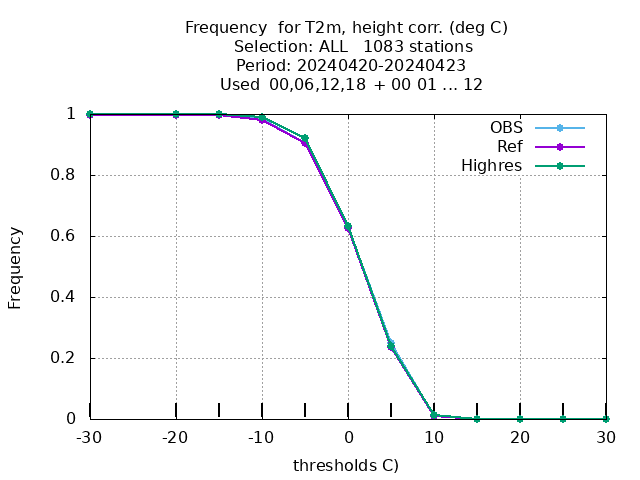 Frequency  for T2m, height corr. (deg C)
Selection: ALL   1083 stations
Period: 20240420-20240423
Used  00,06,12,18  + 00 01 ... 12
1
0.8
0.6
0.4
0.2
0
Frequency
OBS
Ref
Highres
-30 -20 -10 0 10 20 30
thresholds C)